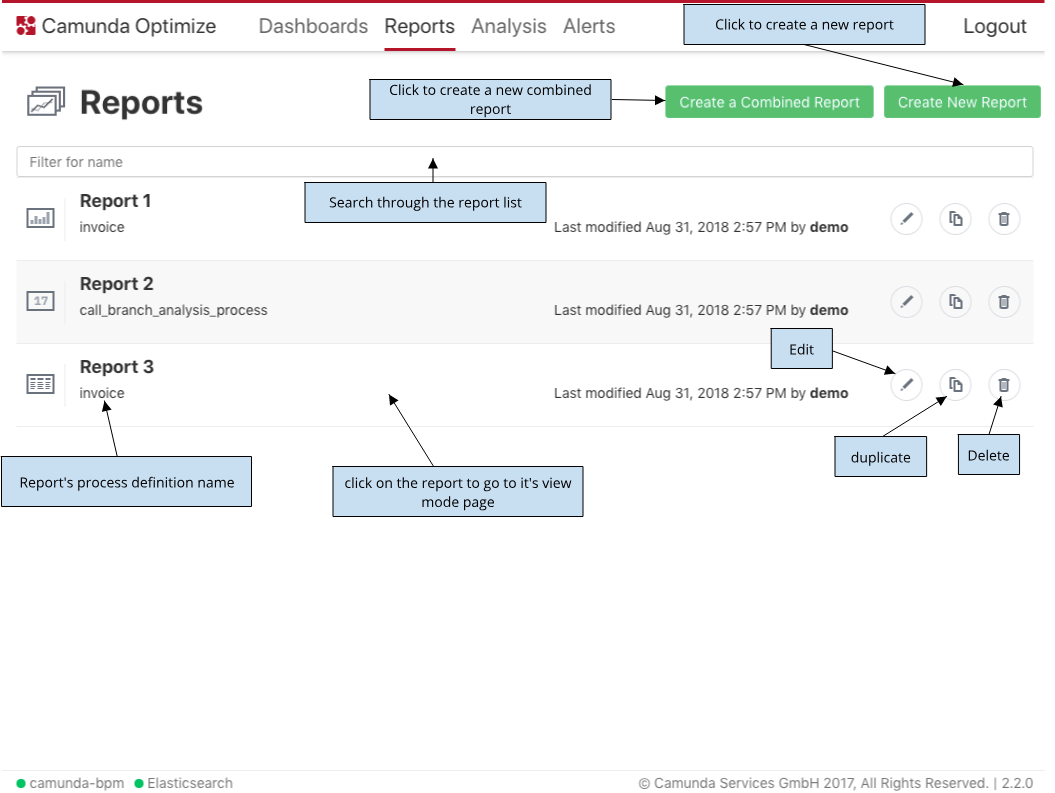 Camunda Optimize Dashboards Reports Analysis Alerts Logout
Click to create a new report
Reports
Click to create a new combined
report
Create a Combined Report
Create New Report
Filter for name
Search through the report list
Report 1
invoice
Last modified Aug 31, 2018 2:57 PM by demo
17
Report 2
call_branch_analysis_process
Last modified Aug 31, 2018 2:57 PM by demo
Edit
Report 3
invoice
Last modified Aug 31, 2018 2:57 PM by demo
duplicate
Delete
Report's process definition name
click on the report to go to it's view
mode page
camunda-bpm Elasticsearch
© Camunda Services GmbH 2017, All Rights Reserved. | 2.2.0